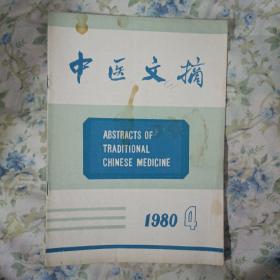 中医文摘
ABSTRACTS OF
TRADITIONAL
CHINESE MEDICINE
1980 4